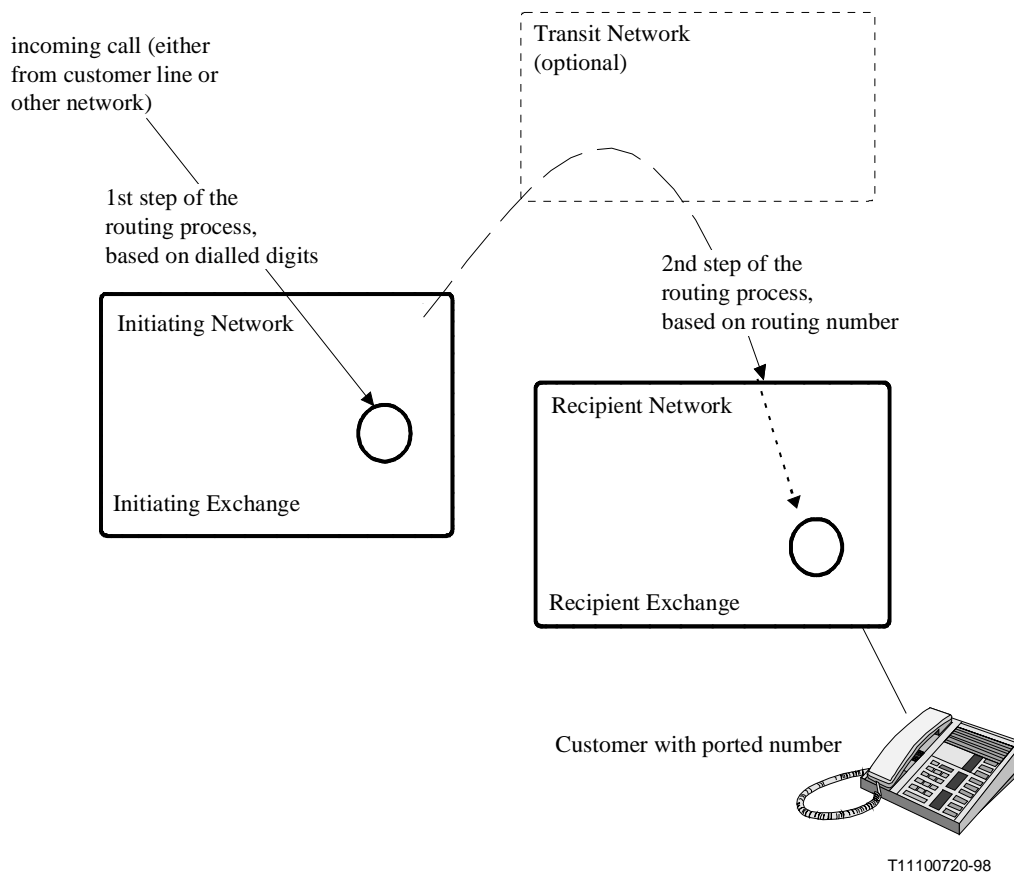 Transit Network
(optional)
incoming call (either
from customer line or
other network)
1st step of the
routing process,
based on dialled digits
2nd step of the
routing process,
based on routing number
Initiating Network
Initiating Exchange
Recipient Network
Recipient Exchange
Customer with ported number
T11100720-98